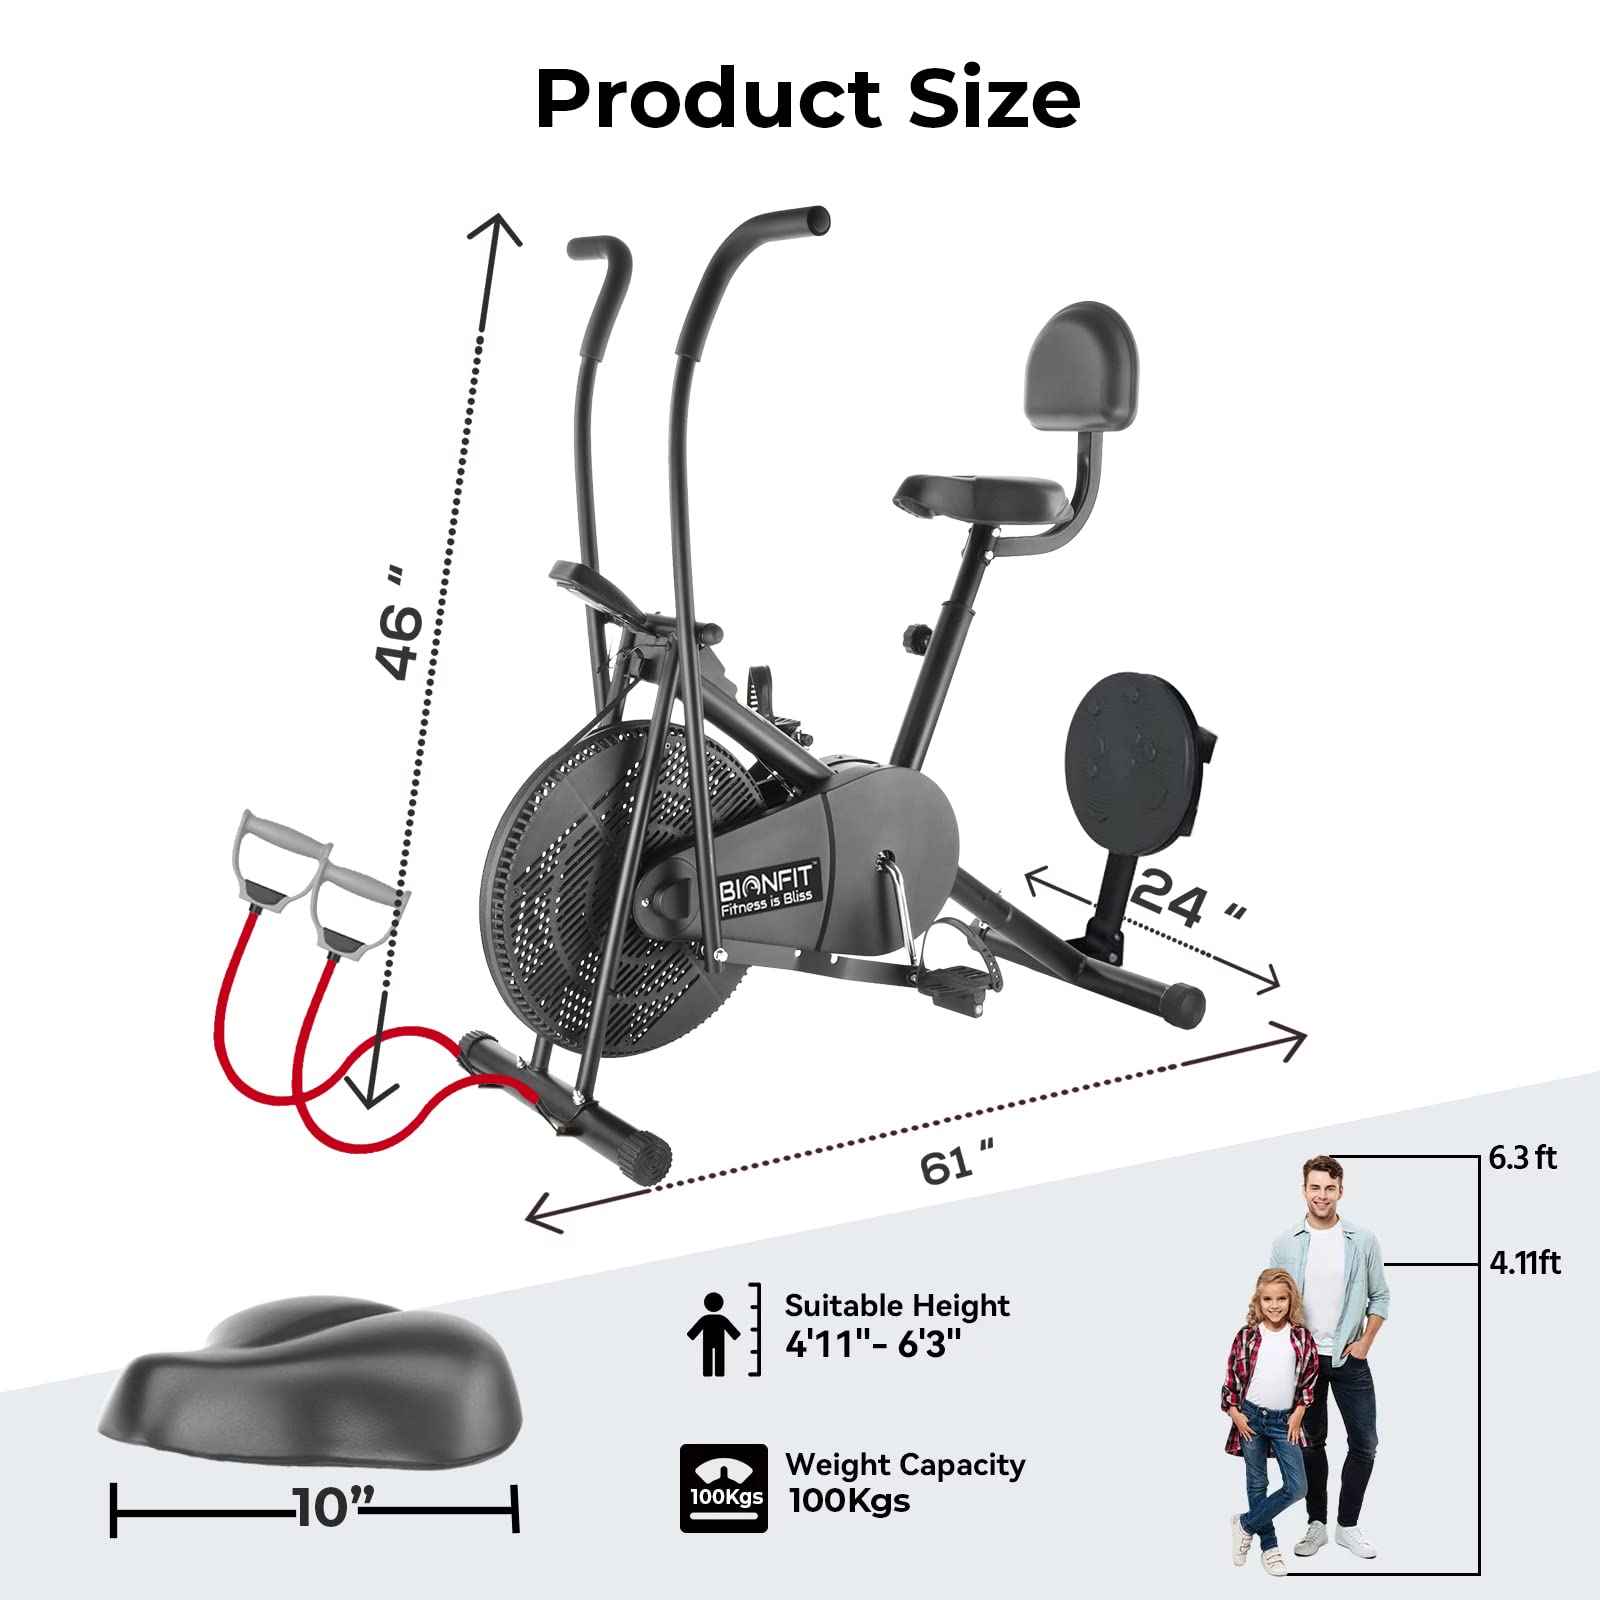 Product Size
46 "
BIONFIT™
Fitness is Bliss
24 "
61 "
6.3 ft
4.11ft
Suitable Height
4'11"- 6'3"
10”
Weight Capacity
100Kgs
100Kgs